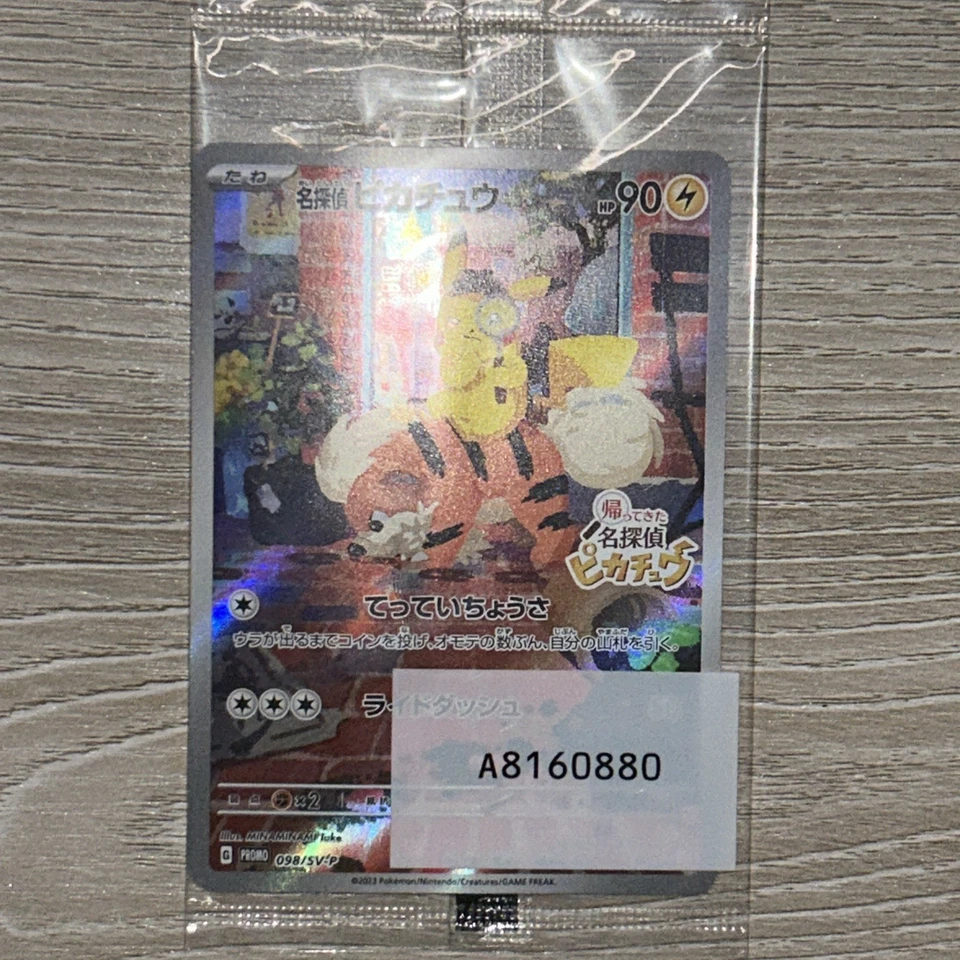 たね
名探偵 ピカチュウ
HP 90
帰ってきた
名探偵
ピカチュウ
てっていちょうさ
ウラが出るまでコインを投げ、オモテの数ぶん、自分の山札を引く。
ライドダッシュ
A8160880
×2
Illus. MINAMINAMI Take
G PROMO 098/SV-P
©2023 Pokémon/Nintendo/Creatures/GAME FREAK.